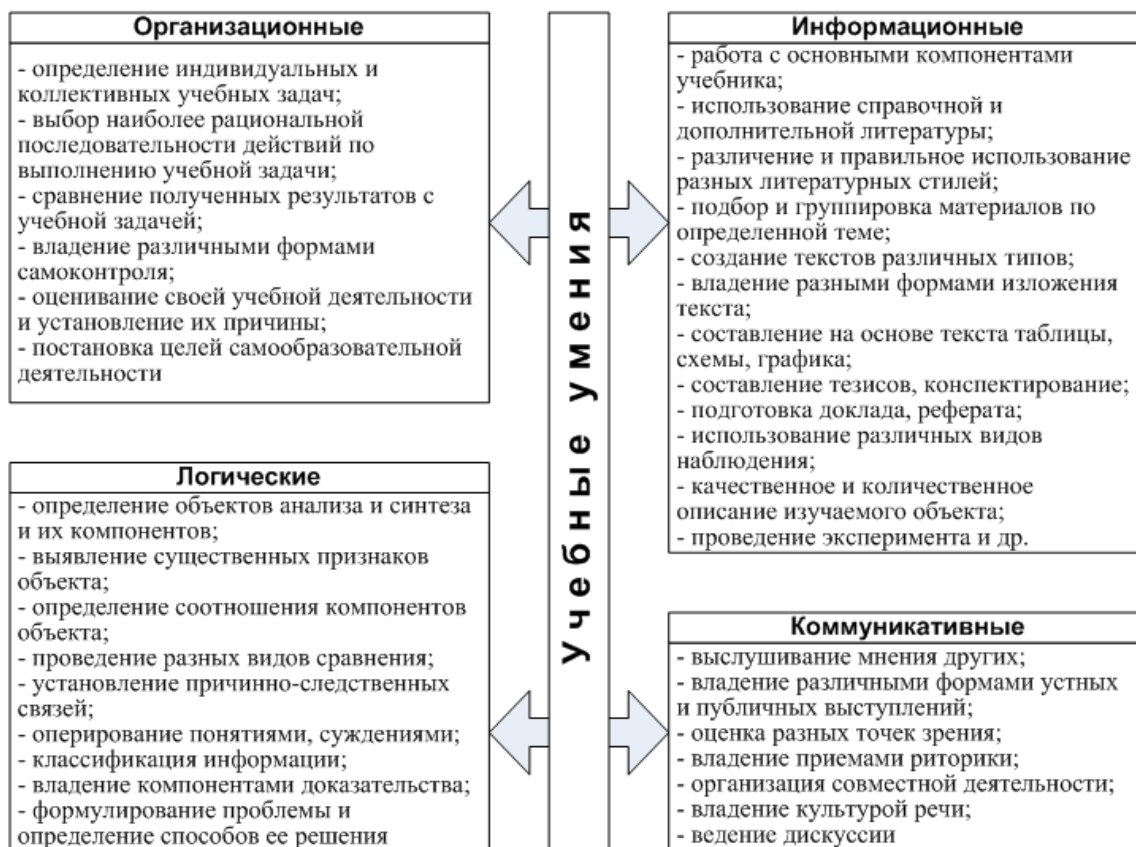 Организационные
- определение индивидуальных и
коллективных учебных задач;
- выбор наиболее рациональной
последовательности действий по
выполнению учебной задачи;
- сравнение полученных результатов с
учебной задачей;
- владение различными формами
самоконтроля;
- оценивание своей учебной деятельности
и установление их причины;
- постановка целей самообразовательной
деятельности
Логические
- определение объектов анализа и синтеза
и их компонентов;
- выявление существенных признаков
объекта;
- определение соотношения компонентов
объекта;
- проведение разных видов сравнения;
- установление причинно-следственных
связей;
- оперирование понятиями, суждениями;
- классификация информации;
- владение компонентами доказательства;
- формулирование проблемы и
определение способов ее решения
Учебные умения
Информационные
- работа с основными компонентами
учебника;
- использование справочной и
дополнительной литературы;
- различение и правильное использование
разных литературных стилей;
- подбор и группировка материалов по
определенной теме;
- создание текстов различных типов;
- владение разными формами изложения
текста;
- составление на основе текста таблицы,
схемы, графика;
- составление тезисов, конспектирование;
- подготовка доклада, реферата;
- использование различных видов
наблюдения;
- качественное и количественное
описание изучаемого объекта;
- проведение эксперимента и др.
Коммуникативные
- выслушивание мнения других;
- владение различными формами устных
и публичных выступлений;
- оценка разных точек зрения;
- владение приемами риторики;
- организация совместной деятельности;
- владение культурой речи;
- ведение дискуссии